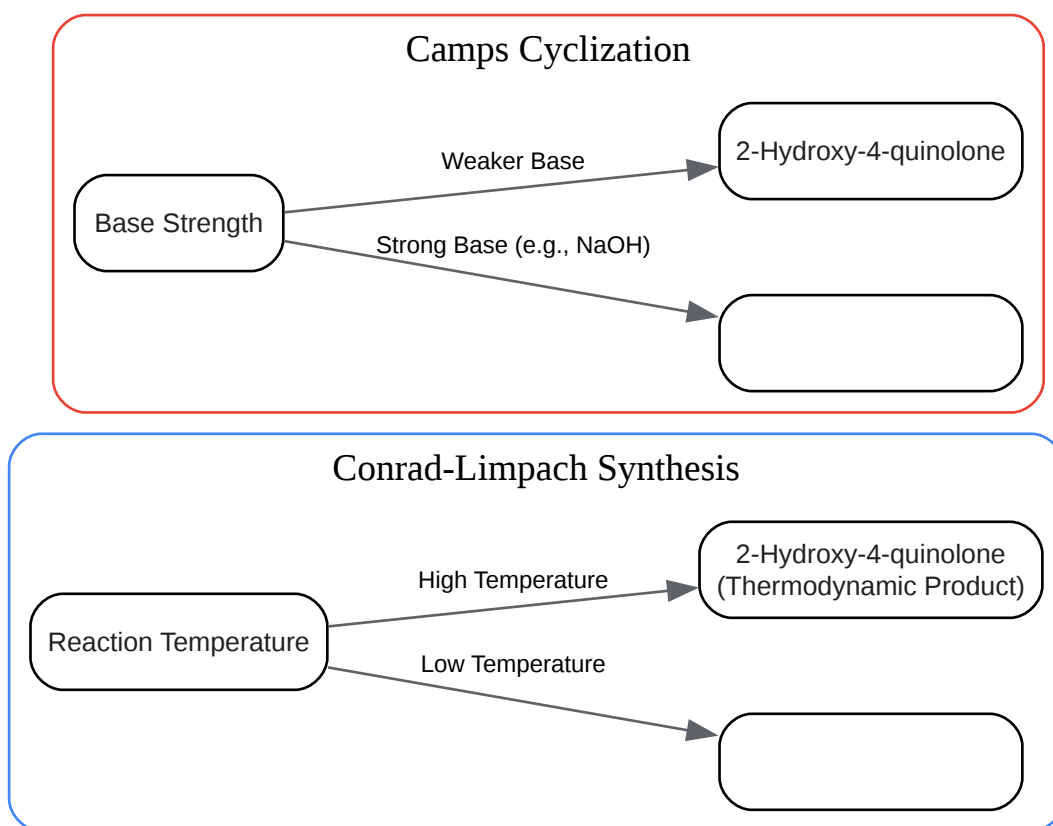 Camps Cyclization
Weaker Base
2-Hydroxy-4-quinolone
Base Strength
Strong Base (e.g., NaOH)
Conrad-Limpach Synthesis
High Temperature
2-Hydroxy-4-quinolone
(Thermodynamic Product)
Reaction Temperature
Low Temperature